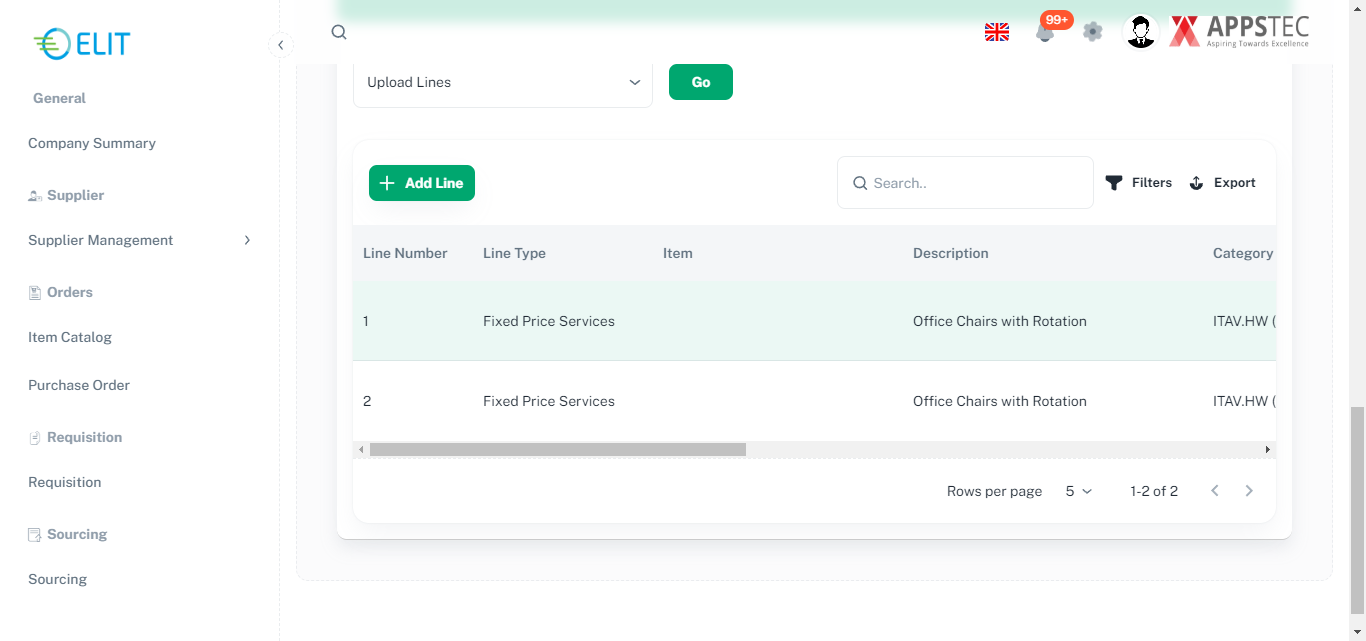 ELIT
99+
APPSTEC
Aspiring Towards Excellence
General
Company Summary
Supplier
Supplier Management
Orders
Item Catalog
Purchase Order
Requisition
Requisition
Sourcing
Sourcing
Upload Lines
Go
Add Line
Search..
Filters
Export
Line Number Line Type Item Description Category
1 Fixed Price Services Office Chairs with Rotation ITAV.HW (
2 Fixed Price Services Office Chairs with Rotation ITAV.HW (
Rows per page 5 1-2 of 2